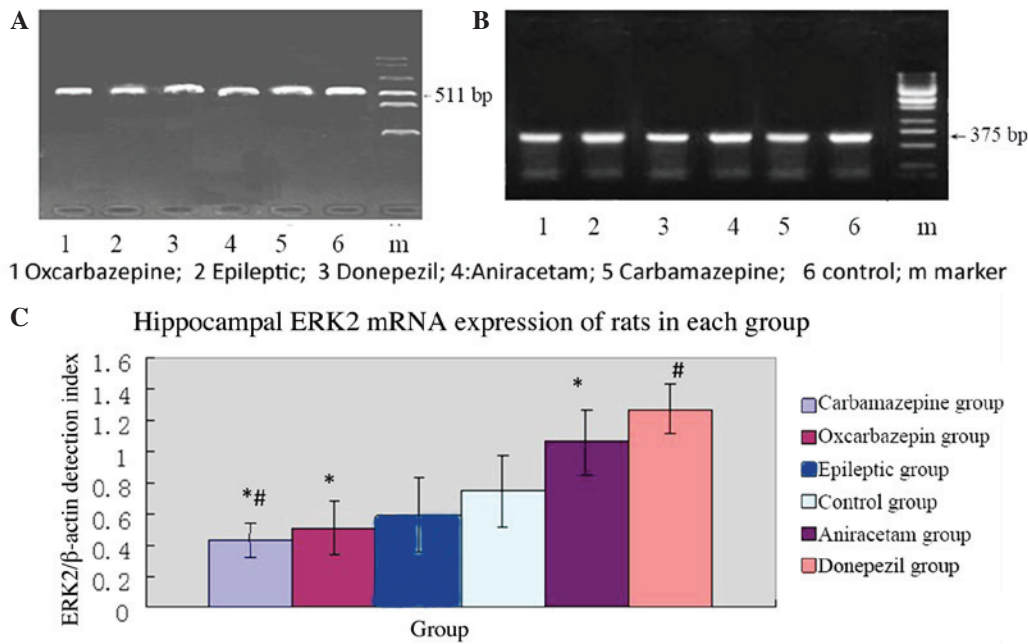 A
511 bp
1 2 3 4 5 6 m
B
375 bp
1 2 3 4 5 6 m
1 Oxcarbazepine; 2 Epileptic; 3 Donepezil; 4:Aniracetam; 5 Carbamazepine; 6 control; m marker
C
Hippocampal ERK2 mRNA expression of rats in each group
ERK2/β-actin detection index
1.6
1.4
1.2
1
0.8
0.6
0.4
0.2
0
*#
*
*
#
Group
Carbamazepine group
Oxcarbazepin group
Epileptic group
Control group
Aniracetam group
Donepezil group